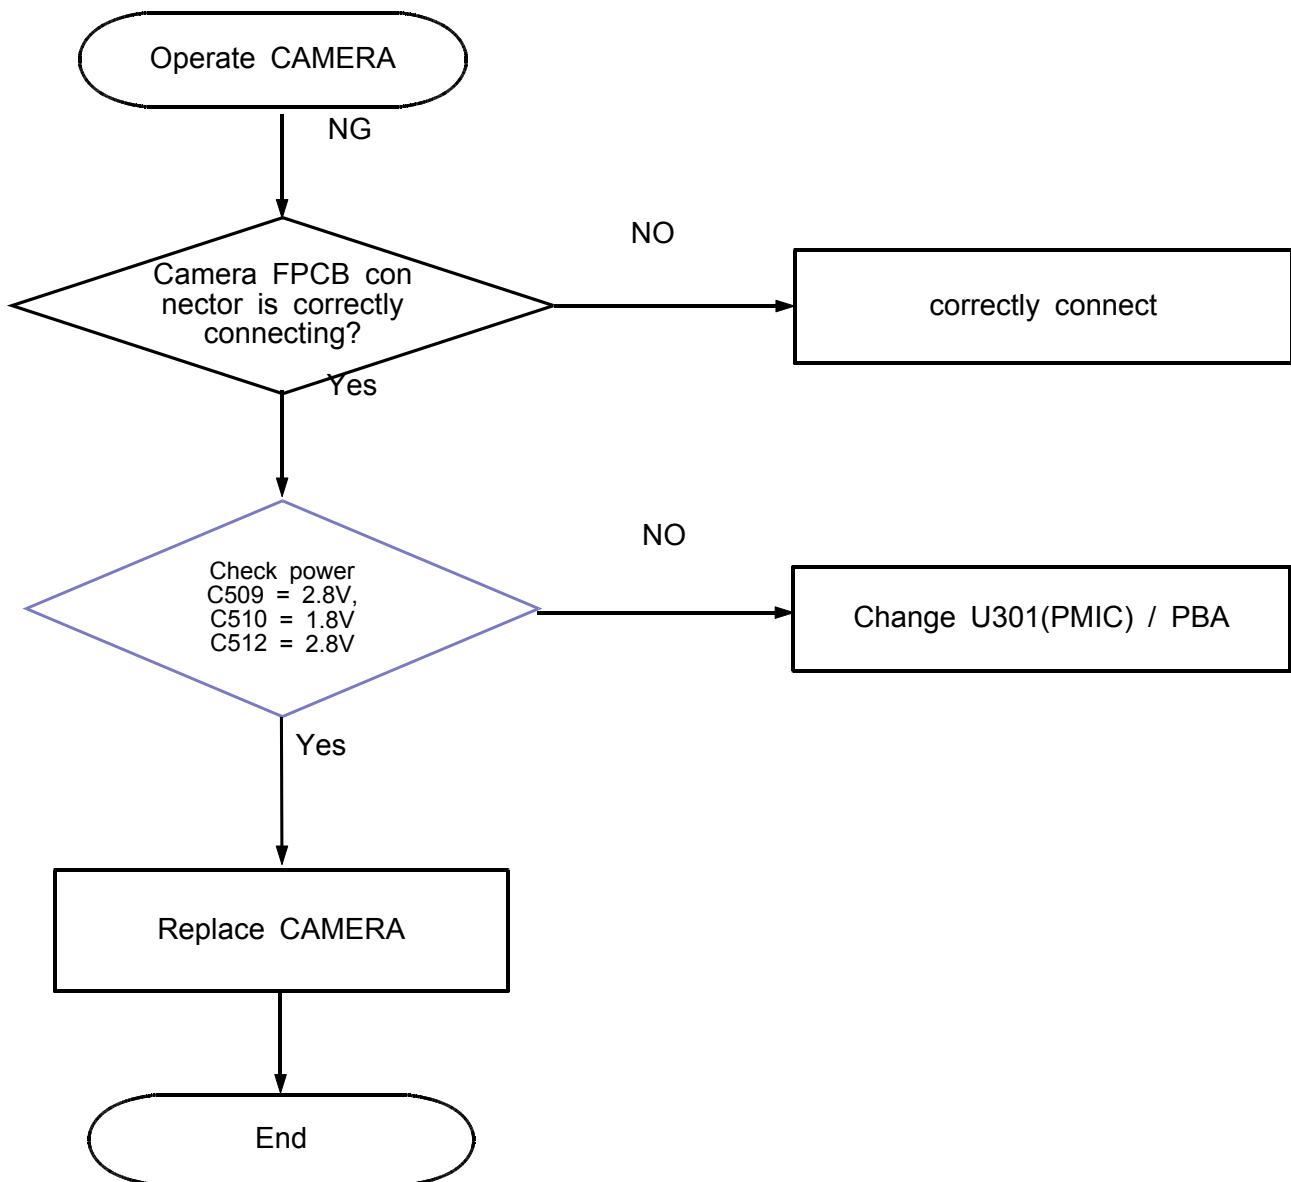 Operate CAMERA
NG
Camera FPCB con
nector is correctly
connecting?
NO
correctly connect
Yes
Check power
C509 = 2.8V,
C510 = 1.8V
C512 = 2.8V
NO
Change U301(PMIC) / PBA
Yes
Replace CAMERA
End